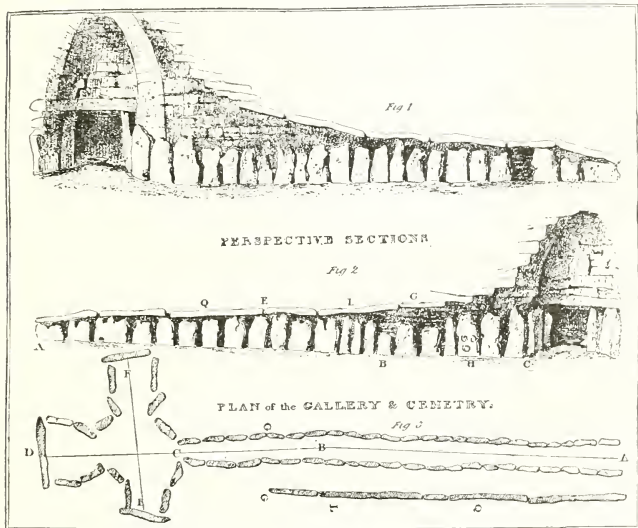 Fig 1
PERSPECTIVE SECTIONS
Fig 2
Q E I G
A B H C
PLAN of the GALLERY & CEMETRY.
Fig 3
F
G
D C B A
E
G I Q